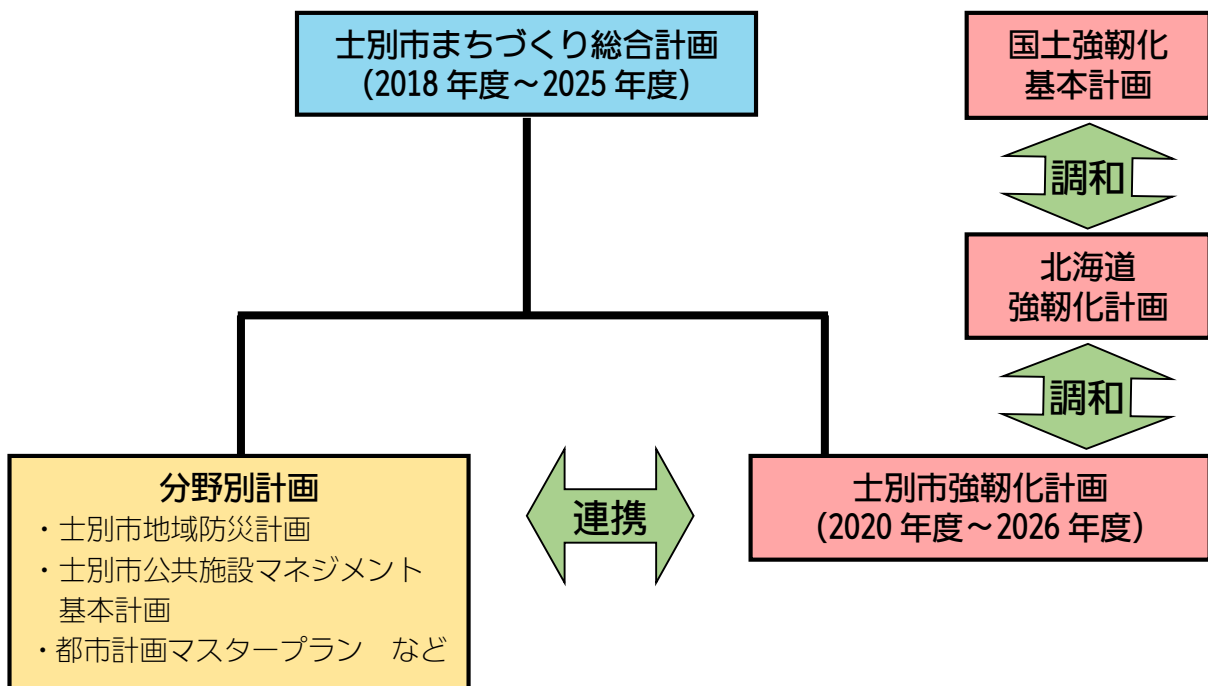 士別市まちづくり総合計画
(2018 年度～2025 年度)
国土強靭化
基本計画
調和
北海道
強靭化計画
調和
分野別計画
・士別市地域防災計画
・士別市公共施設マネジメント
基本計画
・都市計画マスタープラン　など
連携
士別市強靭化計画
(2020 年度～2026 年度)